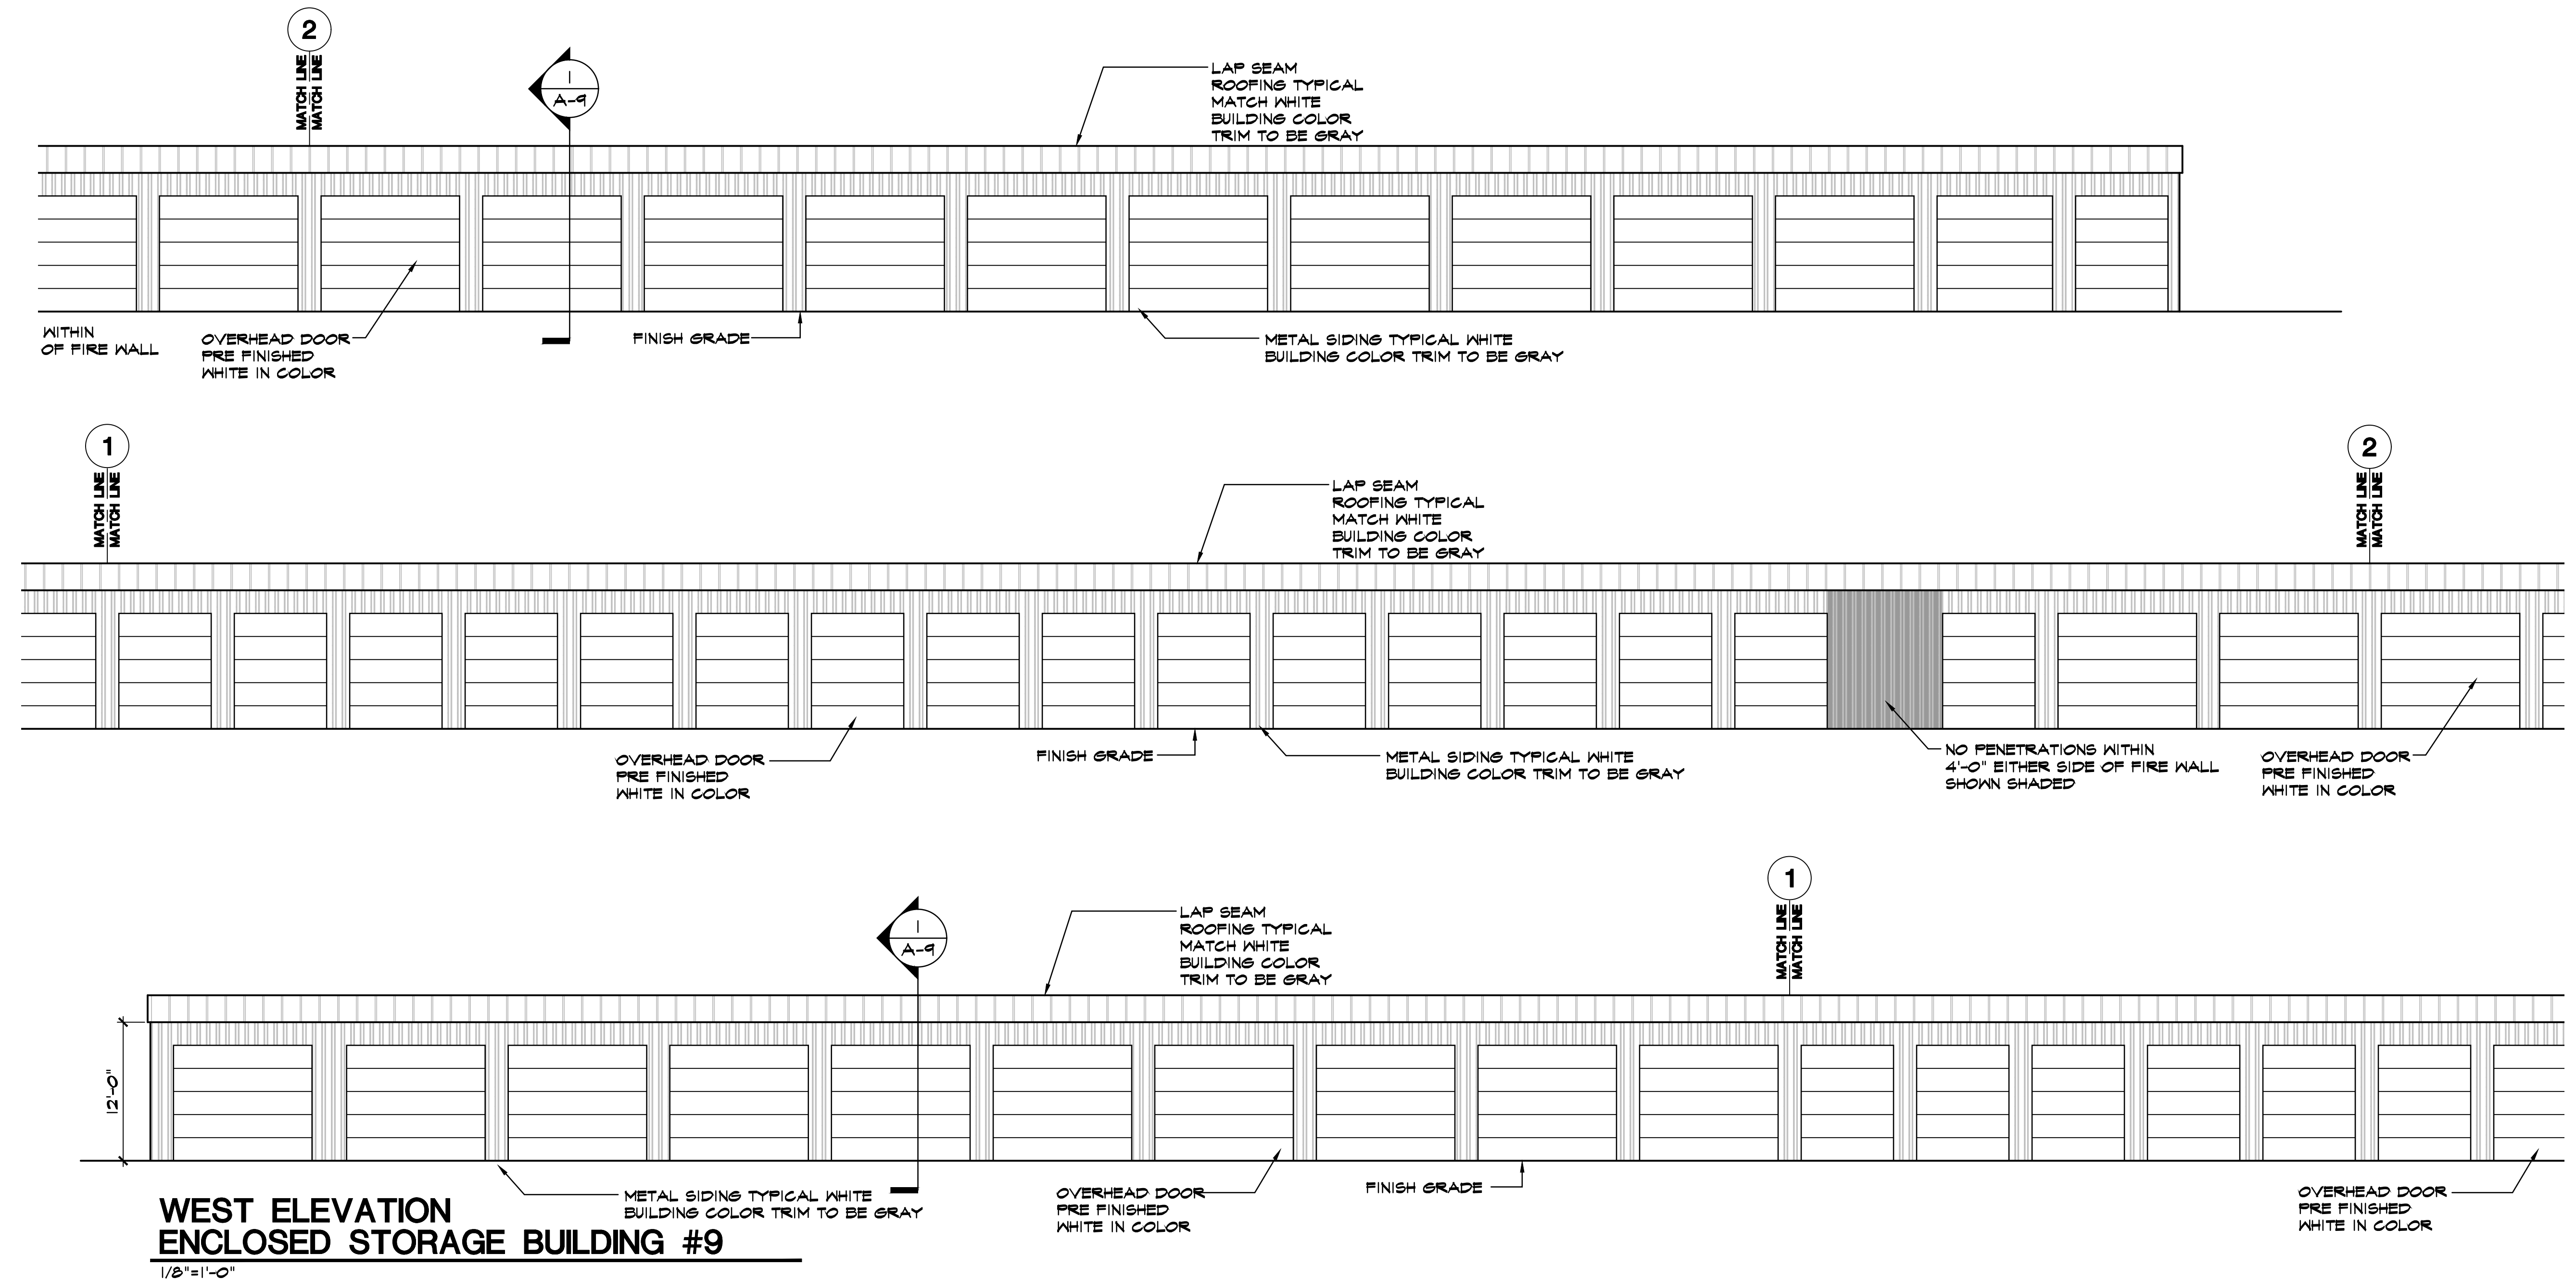 2
MATCH LINE
MATCH LINE
1
A-9
LAP SEAM
ROOFING TYPICAL
MATCH WHITE
BUILDING COLOR
TRIM TO BE GRAY
WITHIN
OF FIRE WALL
OVERHEAD DOOR
PRE FINISHED
WHITE IN COLOR
FINISH GRADE
METAL SIDING TYPICAL WHITE
BUILDING COLOR TRIM TO BE GRAY
1
MATCH LINE
MATCH LINE
LAP SEAM
ROOFING TYPICAL
MATCH WHITE
BUILDING COLOR
TRIM TO BE GRAY
2
MATCH LINE
MATCH LINE
OVERHEAD DOOR
PRE FINISHED
WHITE IN COLOR
FINISH GRADE
METAL SIDING TYPICAL WHITE
BUILDING COLOR TRIM TO BE GRAY
NO PENETRATIONS WITHIN
4'-0" EITHER SIDE OF FIRE WALL
SHOWN SHADED
OVERHEAD DOOR
PRE FINISHED
WHITE IN COLOR
1
A-9
LAP SEAM
ROOFING TYPICAL
MATCH WHITE
BUILDING COLOR
TRIM TO BE GRAY
1
MATCH LINE
MATCH LINE
12'-0"
METAL SIDING TYPICAL WHITE
BUILDING COLOR TRIM TO BE GRAY
OVERHEAD DOOR
PRE FINISHED
WHITE IN COLOR
FINISH GRADE
OVERHEAD DOOR
PRE FINISHED
WHITE IN COLOR
WEST ELEVATION
ENCLOSED STORAGE BUILDING #9
1/8"=1'-0"